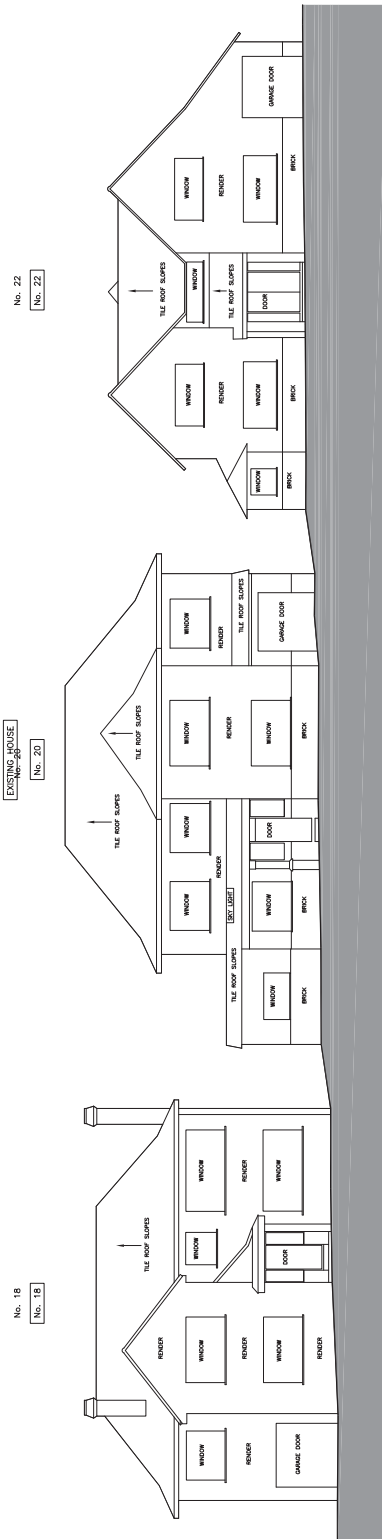 No. 18
No. 18
TILE ROOF SLOPES
RENDER
WINDOW
WINDOW
WINDOW
WINDOW
RENDER
RENDER
RENDER
WINDOW
WINDOW
DOOR
GARAGE DOOR
RENDER
EXISTING HOUSE
No. 20
No. 20
TILE ROOF SLOPES
TILE ROOF SLOPES
WINDOW
WINDOW
WINDOW
WINDOW
RENDER
RENDER
RENDER
SKY LIGHT
TILE ROOF SLOPES
TILE ROOF SLOPES
WINDOW
WINDOW
DOOR
WINDOW
GARAGE DOOR
BRICK
BRICK
BRICK
No. 22
No. 22
TILE ROOF SLOPES
WINDOW
WINDOW
WINDOW
RENDER
TILE ROOF SLOPES
RENDER
WINDOW
WINDOW
DOOR
WINDOW
GARAGE DOOR
BRICK
BRICK
BRICK